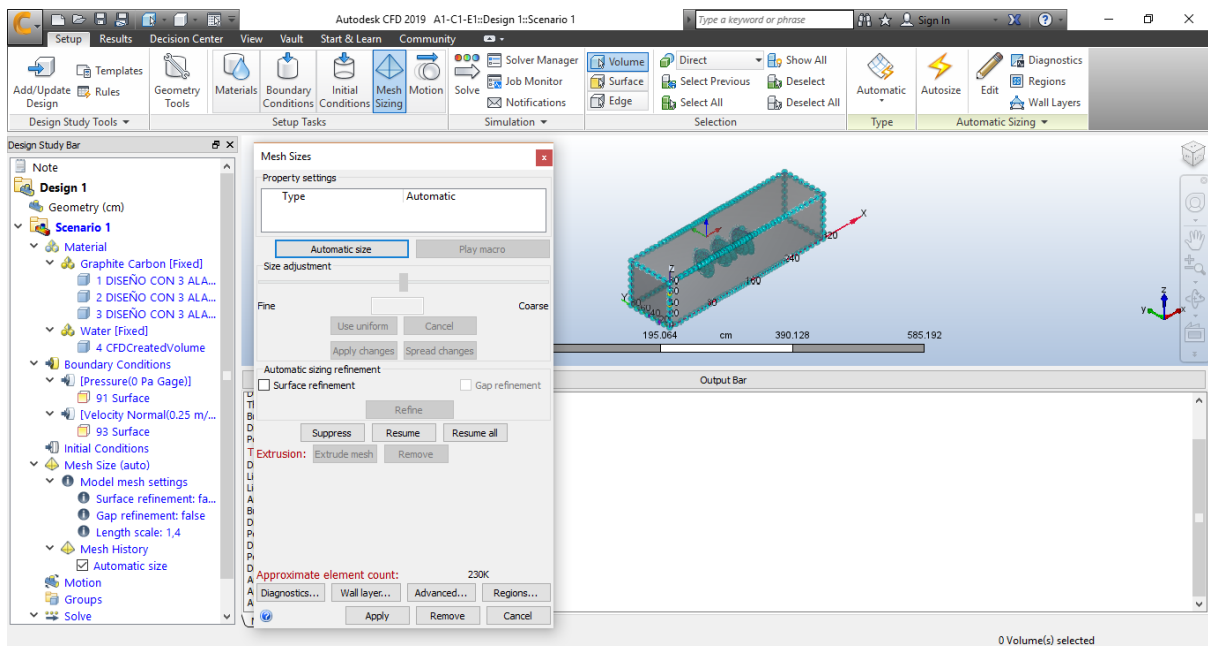 Autodesk CFD 2019 A1-C1-E1::Design 1::Scenario 1
Type a keyword or phrase
Sign In
Setup Results Decision Center View Vault Start & Learn Community
Add/Update Design
Templates
Rules
Design Study Tools
Geometry Tools
Materials
Boundary Conditions
Initial Conditions
Mesh Sizing
Motion
Setup Tasks
Solve
Solver Manager
Job Monitor
Notifications
Simulation
Volume
Surface
Edge
Direct
Select Previous
Select All
Show All
Deselect
Deselect All
Selection
Automatic
Type
Autosize
Edit
Diagnostics
Regions
Wall Layers
Automatic Sizing
Design Study Bar
Note
Design 1
Geometry (cm)
Scenario 1
Material
Graphite Carbon [Fixed]
1 DISEÑO CON 3 ALA...
2 DISEÑO CON 3 ALA...
3 DISEÑO CON 3 ALA...
Water [Fixed]
4 CFDCreatedVolume
Boundary Conditions
[Pressure(0 Pa Gage)]
91 Surface
[Velocity Normal(0.25 m/...
93 Surface
Initial Conditions
Mesh Size (auto)
Model mesh settings
Surface refinement: fa...
Gap refinement: false
Length scale: 1,4
Mesh History
Automatic size
Motion
Groups
Solve
Mesh Sizes
Property settings
Type Automatic
Automatic size Play macro
Size adjustment
Fine Coarse
Use uniform Cancel
Apply changes Spread changes
Automatic sizing refinement
Surface refinement Gap refinement
Refine
Suppress Resume Resume all
Extrusion: Extrude mesh Remove
Approximate element count: 230K
Diagnostics... Wall layer... Advanced... Regions...
Apply Remove Cancel
X
320
240
160
80
Z
Y
195.064 cm 390.128 585.192
z
y x
Output Bar
0 Volume(s) selected